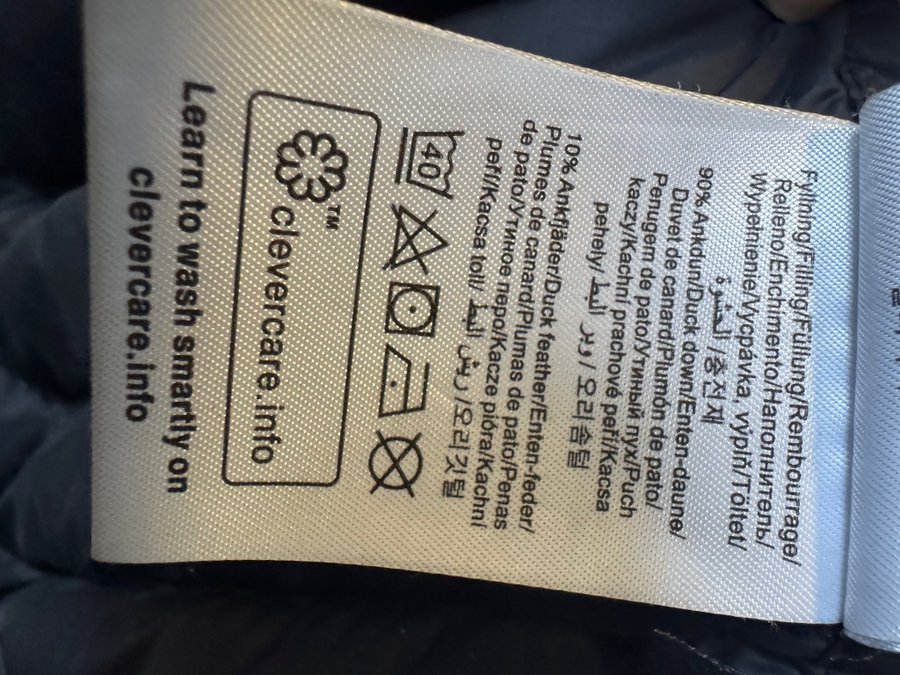 Fyllning/Filling/Füllung/Rembourrage/
Relleno/Enchimento/Наполнитель/
Wypełnienie/Vycpávka, výplň/Töltet/
الحشوة /충전재
90% Ankdun/Duck down/Enten-daune/
Duvet de canard/Plumón de pato/
Penugem de pato/Утиный пух/Puch
kaczy/Kachní prachové peří/Kacsa
pehely/ وبر البط /오리솜털
10% Ankfjäder/Duck feather/Enten-feder/
Plumes de canard/Plumas de pato/Penas
de pato/Утиное перо/Kacze pióra/Kachní
peří/Kacsa toll/ ريش البط /오리깃털
40
clevercare.info
TM
Learn to wash smartly on
clevercare.info